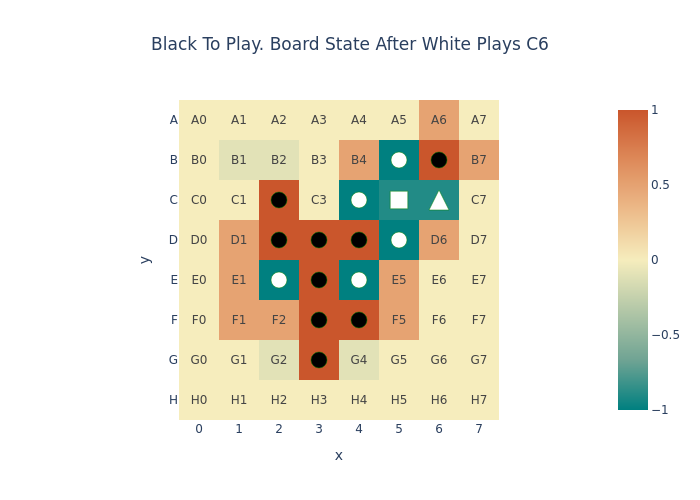 Black To Play. Board State After White Plays C6
A A0 A1 A2 A3 A4 A5 A6 A7
B B0 B1 B2 B3 B4 B7
C C0 C1 C3 C7
D D0 D1 D6 D7
E E0 E1 E5 E6 E7
F F0 F1 F2 F5 F6 F7
G G0 G1 G2 G4 G5 G6 G7
H H0 H1 H2 H3 H4 H5 H6 H7
0 1 2 3 4 5 6 7
x
y
1
0.5
0
−0.5
−1